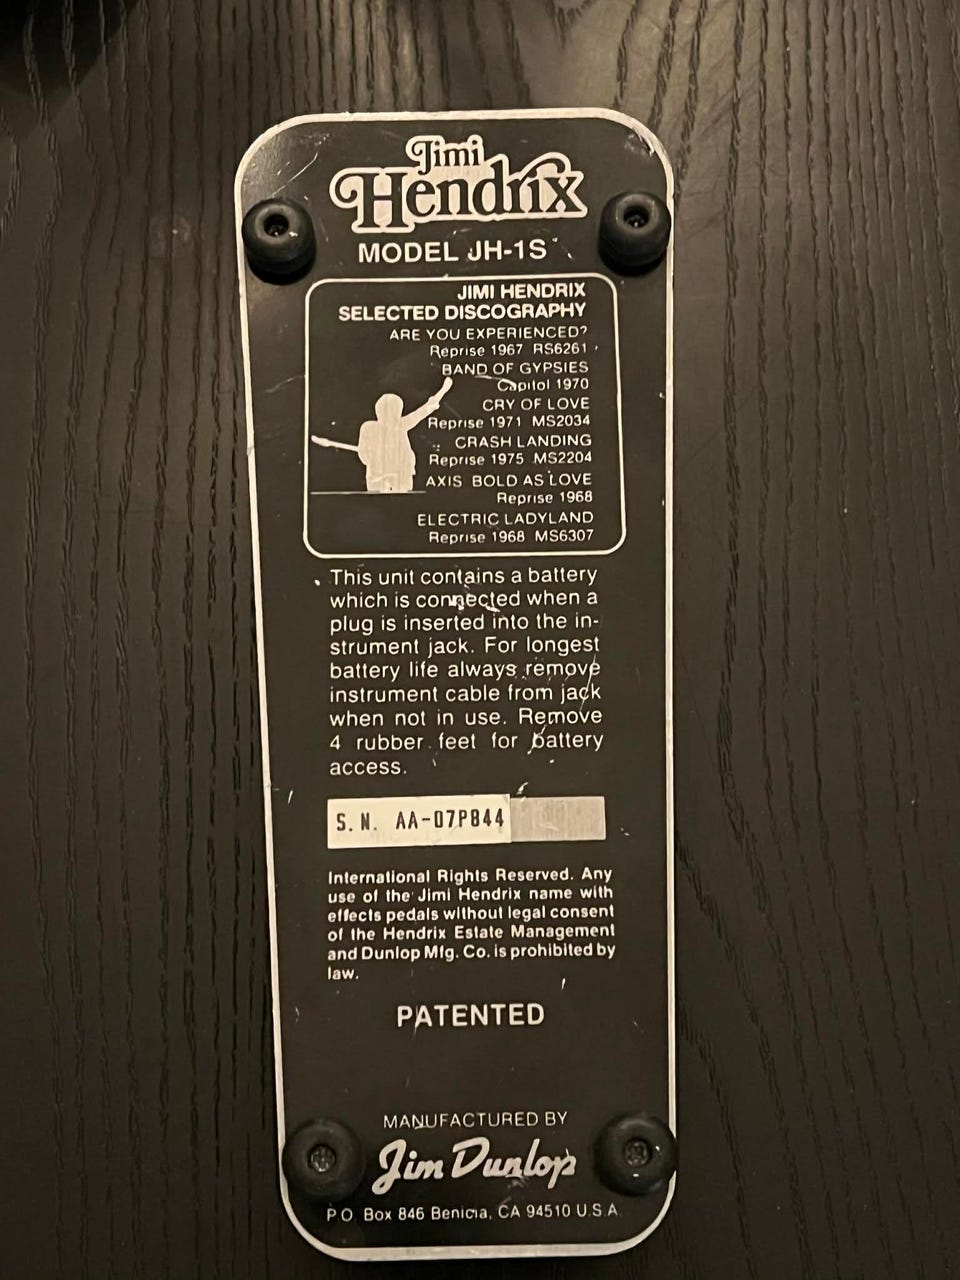 Jimi
Hendrix
MODEL JH-1S
JIMI HENDRIX
SELECTED DISCOGRAPHY
ARE YOU EXPERIENCED?
Reprise 1967 RS6261
BAND OF GYPSIES
Capitol 1970
CRY OF LOVE
Reprise 1971 MS2034
CRASH LANDING
Reprise 1975 MS2204
AXIS BOLD AS LOVE
Reprise 1968
ELECTRIC LADYLAND
Reprise 1968 MS6307
This unit contains a battery
which is connected when a
plug is inserted into the in-
strument jack. For longest
battery life always remove
instrument cable from jack
when not in use. Remove
4 rubber feet for battery
access.
S.N. AA-07P844
International Rights Reserved. Any
use of the Jimi Hendrix name with
effects pedals without legal consent
of the Hendrix Estate Management
and Dunlop Mfg. Co. is prohibited by
law.
PATENTED
MANUFACTURED BY
Jim Dunlop
P.O. Box 846 Benicia, CA 94510 U.S.A.